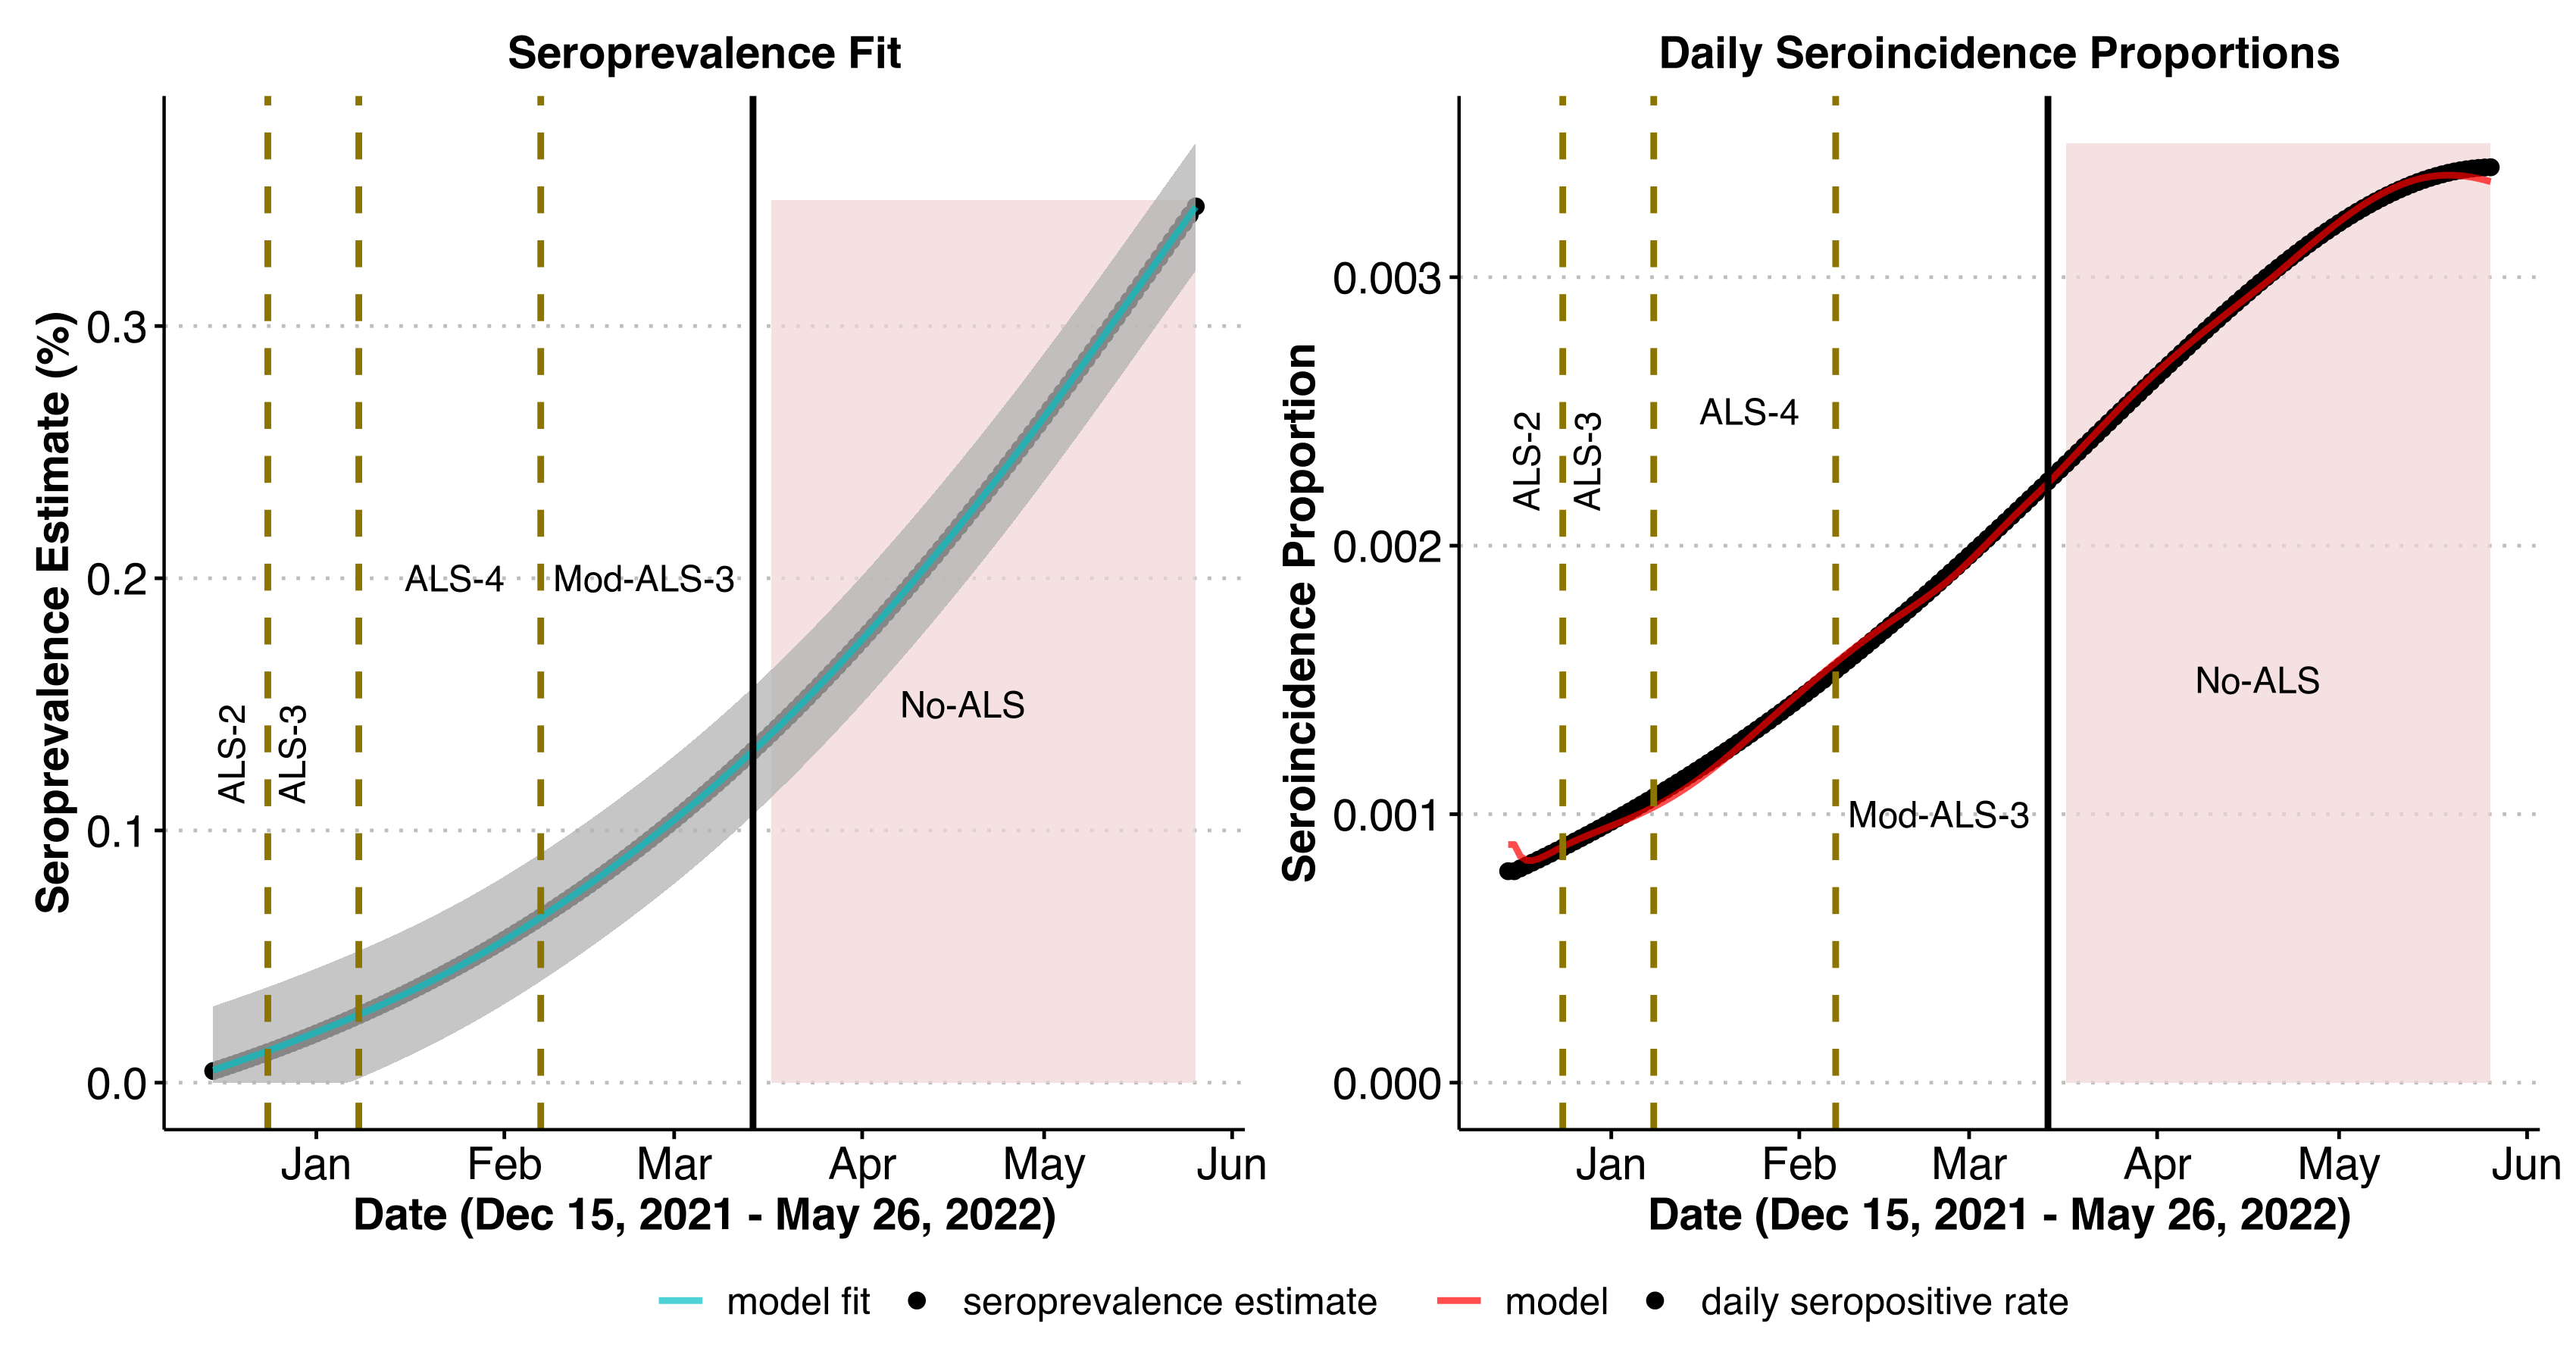 Seroprevalence Fit
Seroprevalence Estimate (%)
0.3
0.2
0.1
0.0
ALS-2
ALS-3
ALS-4
Mod-ALS-3
No-ALS
Jan
Feb
Mar
Apr
May
Jun
Date (Dec 15, 2021 - May 26, 2022)
Daily Seroincidence Proportions
Seroincidence Proportion
0.003
0.002
0.001
0.000
ALS-2
ALS-3
ALS-4
Mod-ALS-3
No-ALS
Jan
Feb
Mar
Apr
May
Jun
Date (Dec 15, 2021 - May 26, 2022)
model fit
seroprevalence estimate
model
daily seropositive rate